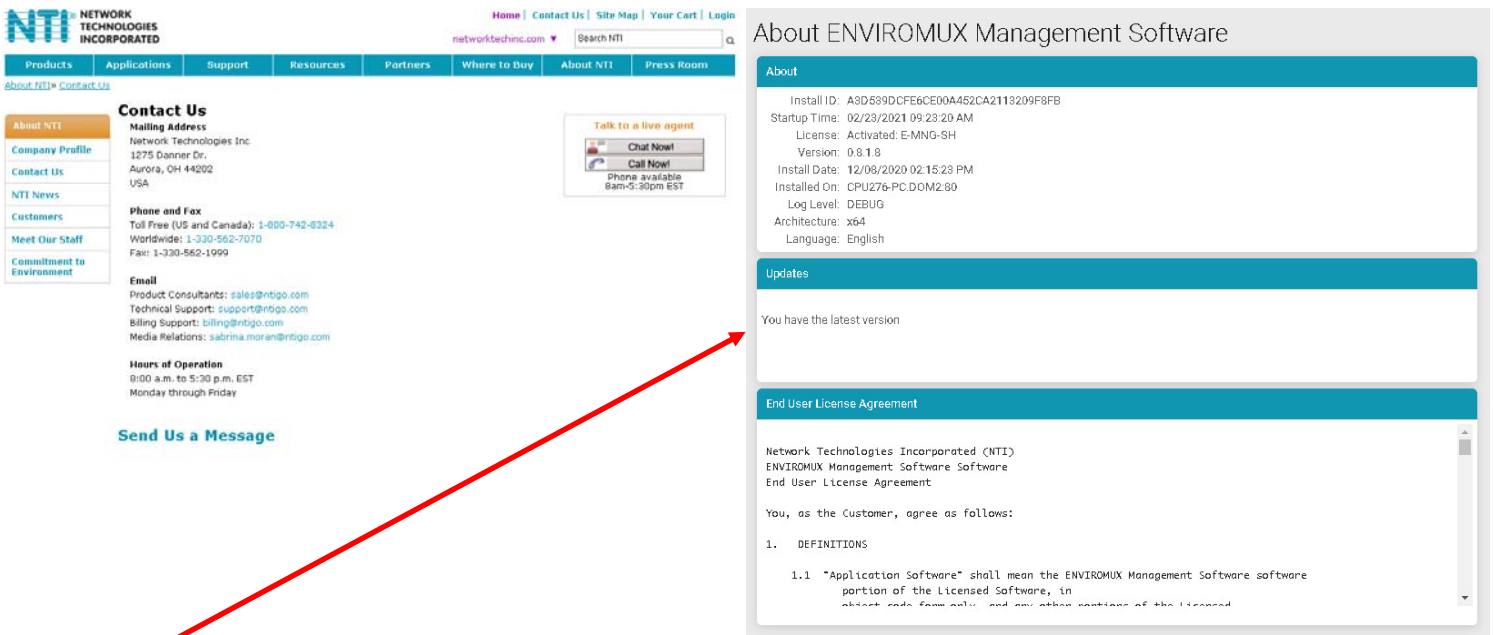 NTI NETWORK
TECHNOLOGIES
INCORPORATED
Home | Contact Us | Site Map | Your Cart | Login
networktechinc.com ▼ Search NTI
Products Applications Support Resources Partners Where to Buy About NTI Press Room
About NTI» Contact Us
About NTI
Company Profile
Contact Us
NTI News
Customers
Meet Our Staff
Commitment to
Environment
Contact Us
Mailing Address
Network Technologies Inc
1275 Danner Dr.
Aurora, OH 44202
USA
Phone and Fax
Toll Free (US and Canada): 1-800-742-8324
Worldwide: 1-330-562-7070
Fax: 1-330-562-1999
Email
Product Consultants: sales@ntigo.com
Technical Support: support@ntigo.com
Billing Support: billing@ntigo.com
Media Relations: sabrina.moran@ntigo.com
Hours of Operation
8:00 a.m. to 5:30 p.m. EST
Monday through Friday
Send Us a Message
Talk to a live agent
Chat Now!
Call Now!
Phone available
8am-5:30pm EST
About ENVIROMUX Management Software
About
Install ID: A3D539DCFE6CE00A452CA2113209F8FB
Startup Time: 02/23/2021 09:23:20 AM
License: Activated: E-MNG-SH
Version: 0.8.1.8
Install Date: 12/08/2020 02:15:23 PM
Installed On: CPU276-PC.DOM2:80
Log Level: DEBUG
Architecture: x64
Language: English
Updates
You have the latest version
End User License Agreement
Network Technologies Incorporated (NTI)
ENVIROMUX Management Software Software
End User License Agreement
You, as the Customer, agree as follows:
1. DEFINITIONS
1.1 "Application Software" shall mean the ENVIROMUX Management Software software
portion of the Licensed Software, in
object code form only, and any other portions of the Licensed